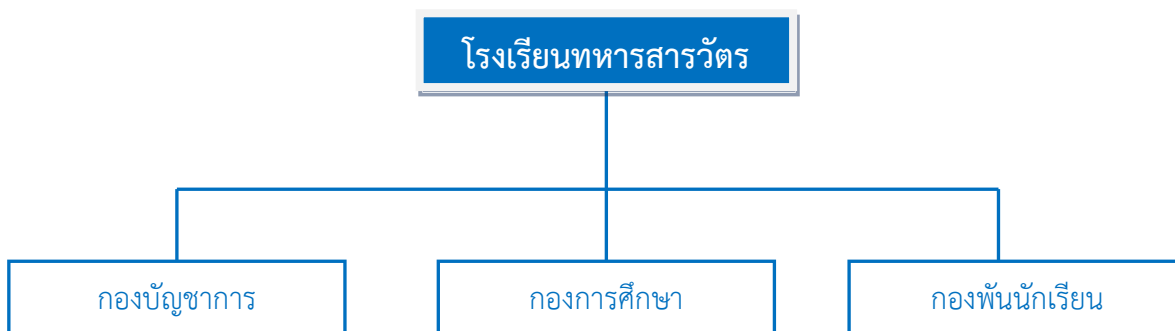 โรงเรียนทหารสารวัตร
กองบัญชาการ
กองการศึกษา
กองพันนักเรียน